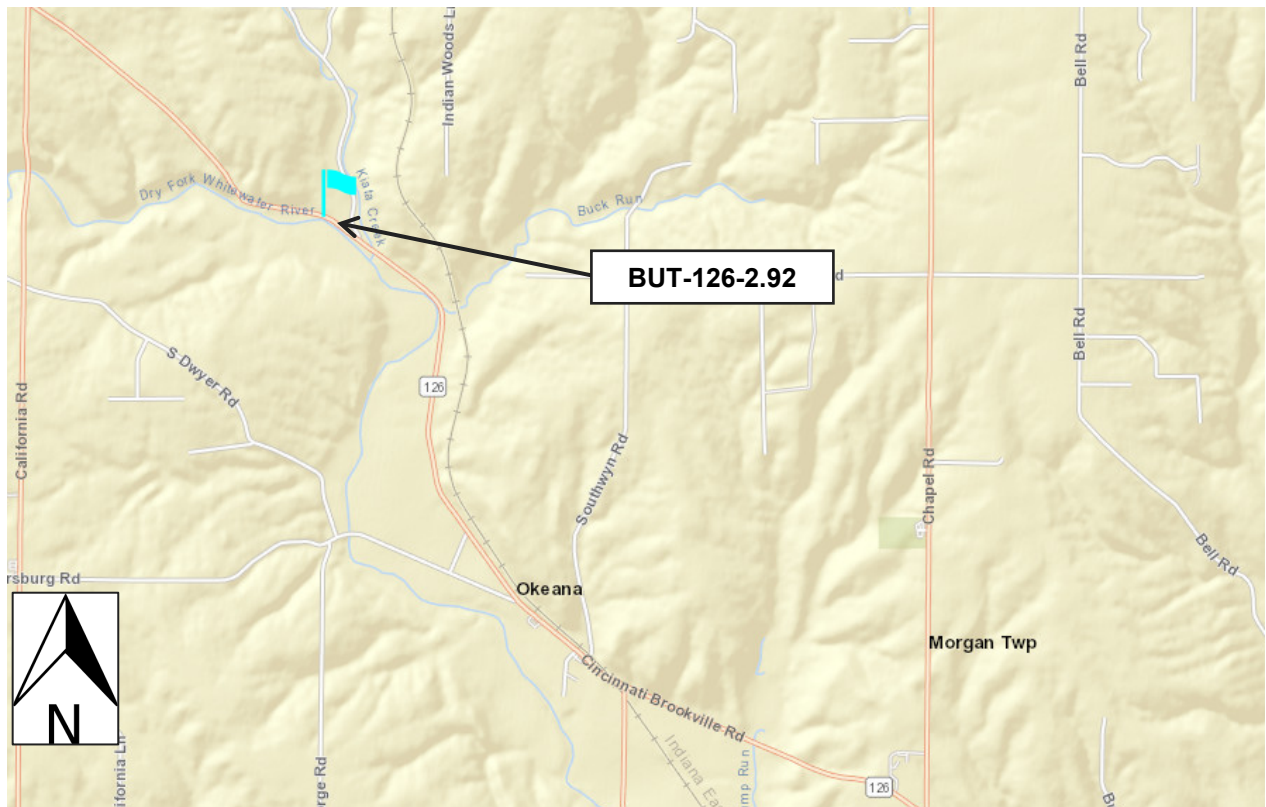 Indian Woods L
Bell Rd
Kiata Creek
Dry Fork Whitewater River
Buck Run
BUT-126-2.92
d
Bell Rd
S Dwyer Rd
126
California Rd
Southwyn Rd
Chapel Rd
Bell Rd
rsburg Rd
Okeana
Morgan Twp
Cincinnati Brookville Rd
N
ifornia Ln
rge Rd
Indiana Ea
mp Run
126